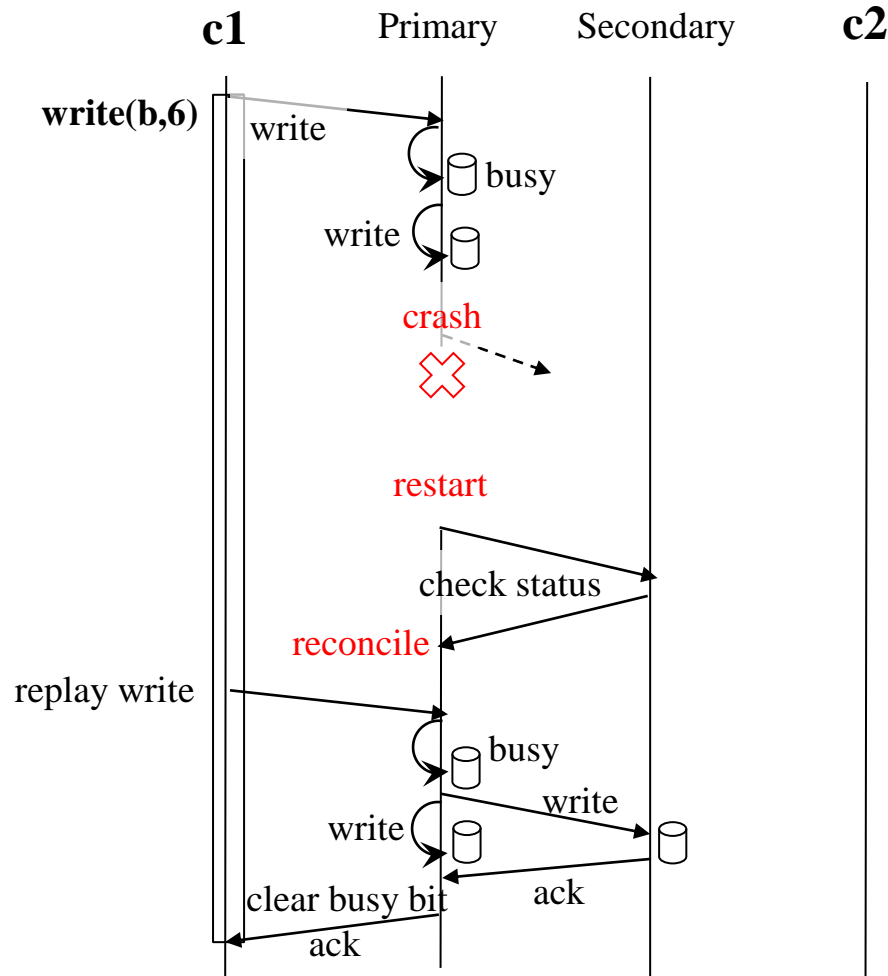 c1 Primary Secondary c2
write(b,6)
write
busy
write
crash
restart
check status
reconcile
replay write
busy
write
write
ack
clear busy bit
ack